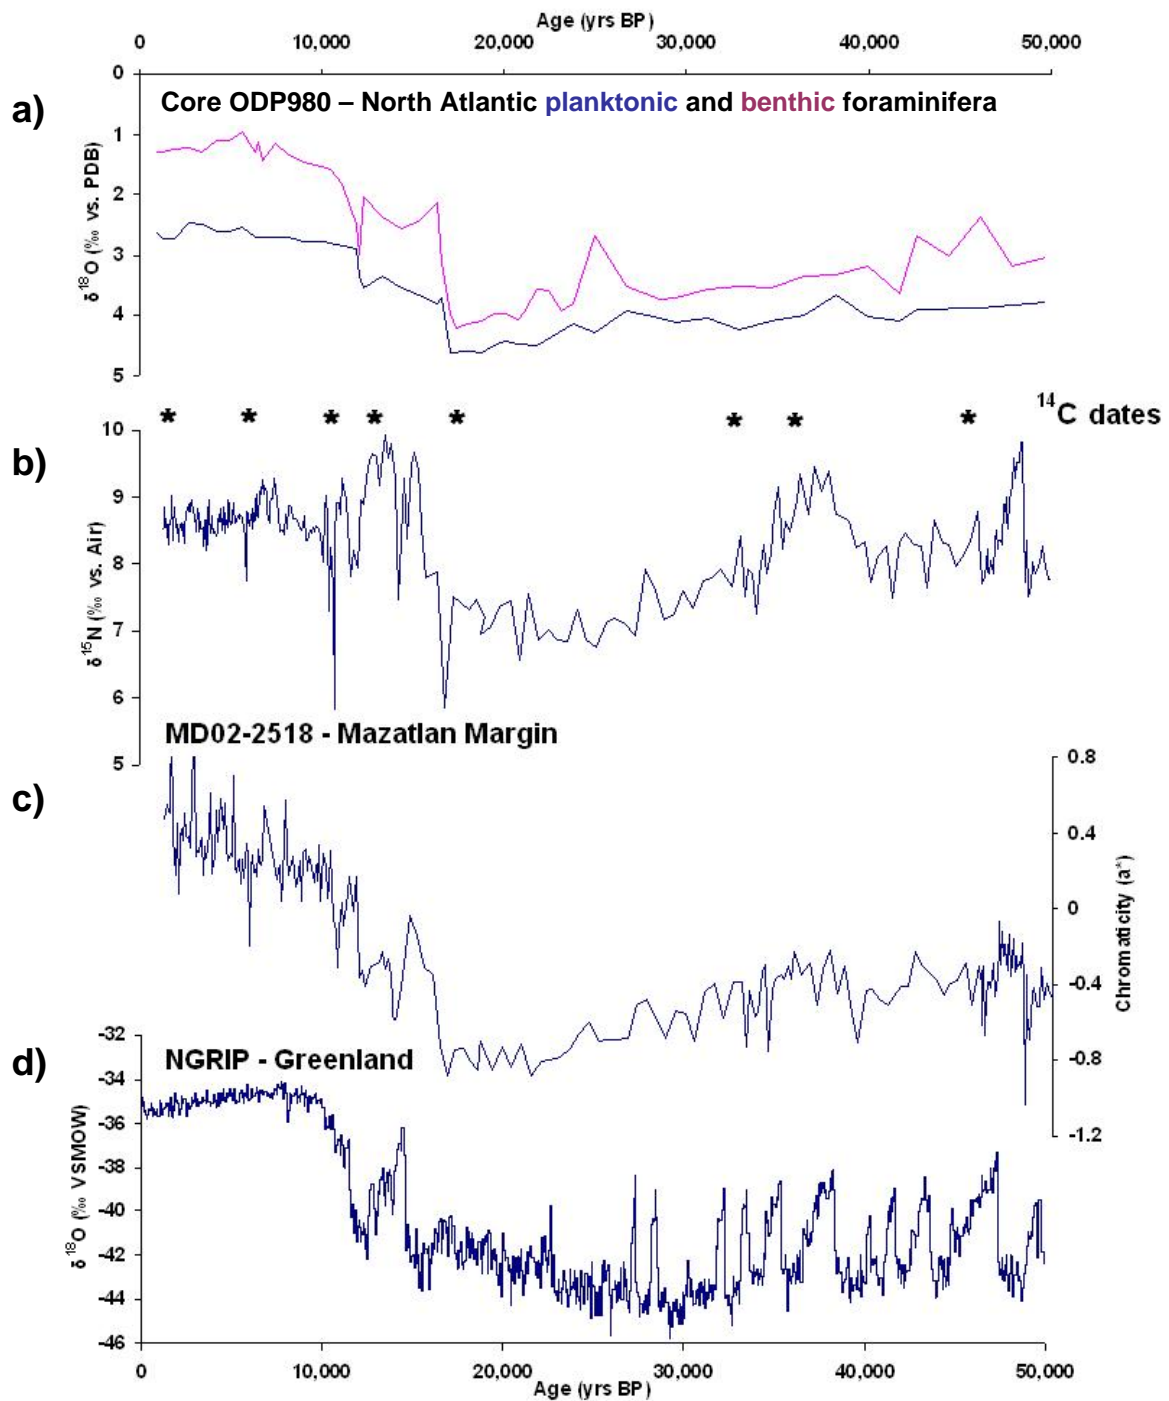 Age (yrs BP)
0 10,000 20,000 30,000 40,000 50,000
a)
Core ODP980 – North Atlantic planktonic and benthic foraminifera
δ18O (‰ vs. PDB)
0
1
2
3
4
5
* * * * * * * * 14C dates
b)
δ15N (‰ vs. Air)
10
9
8
7
6
5
MD02-2518 - Mazatlan Margin
c)
0.8
0.4
0
-0.4
-0.8
-1.2
Chromaticity (a*)
d)
NGRIP - Greenland
δ18O (‰ VSMOW)
-32
-34
-36
-38
-40
-42
-44
-46
0 10,000 20,000 30,000 40,000 50,000
Age (yrs BP)